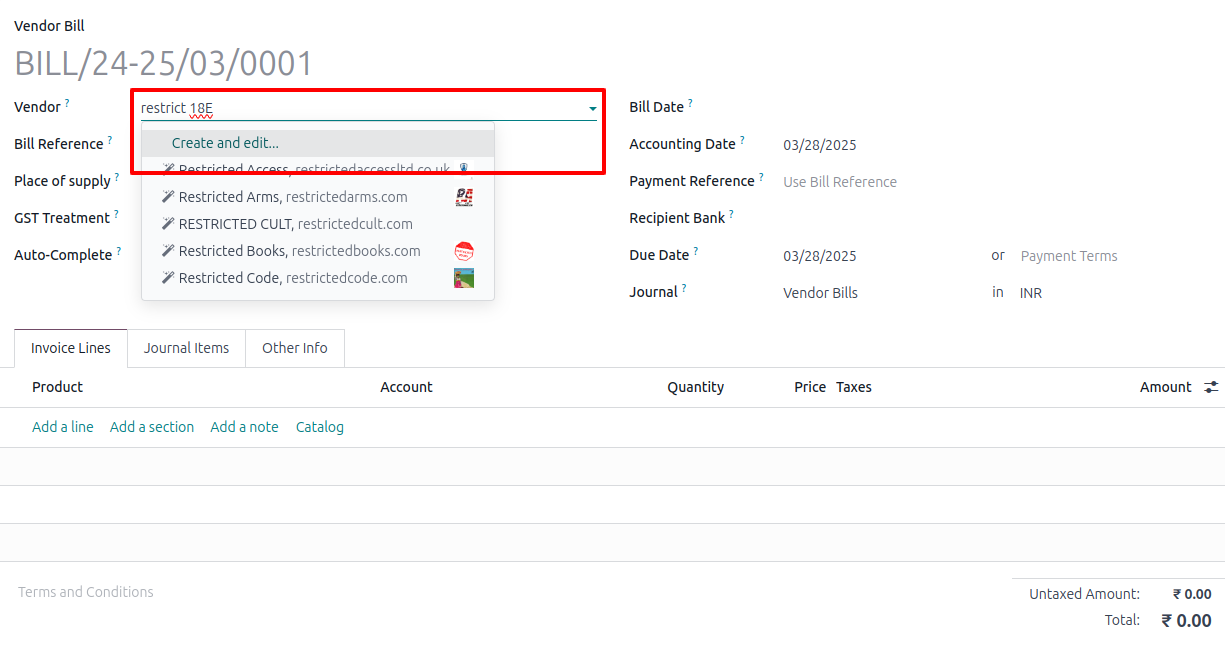 Vendor Bill
BILL/24-25/03/0001
Vendor ? restrict 18E
Create and edit...
Restricted Access, restrictedaccessltd.co.uk
Restricted Arms, restrictedarms.com
RESTRICTED CULT, restrictedcult.com
Restricted Books, restrictedbooks.com
Restricted Code, restrictedcode.com
Bill Reference ?
Place of supply ?
GST Treatment ?
Auto-Complete ?
Bill Date ?
Accounting Date ? 03/28/2025
Payment Reference ? Use Bill Reference
Recipient Bank ?
Due Date ? 03/28/2025 or Payment Terms
Journal ? Vendor Bills in INR
Invoice Lines Journal Items Other Info
Product Account Quantity Price Taxes Amount
Add a line Add a section Add a note Catalog
Terms and Conditions
Untaxed Amount: ₹ 0.00
Total: ₹ 0.00